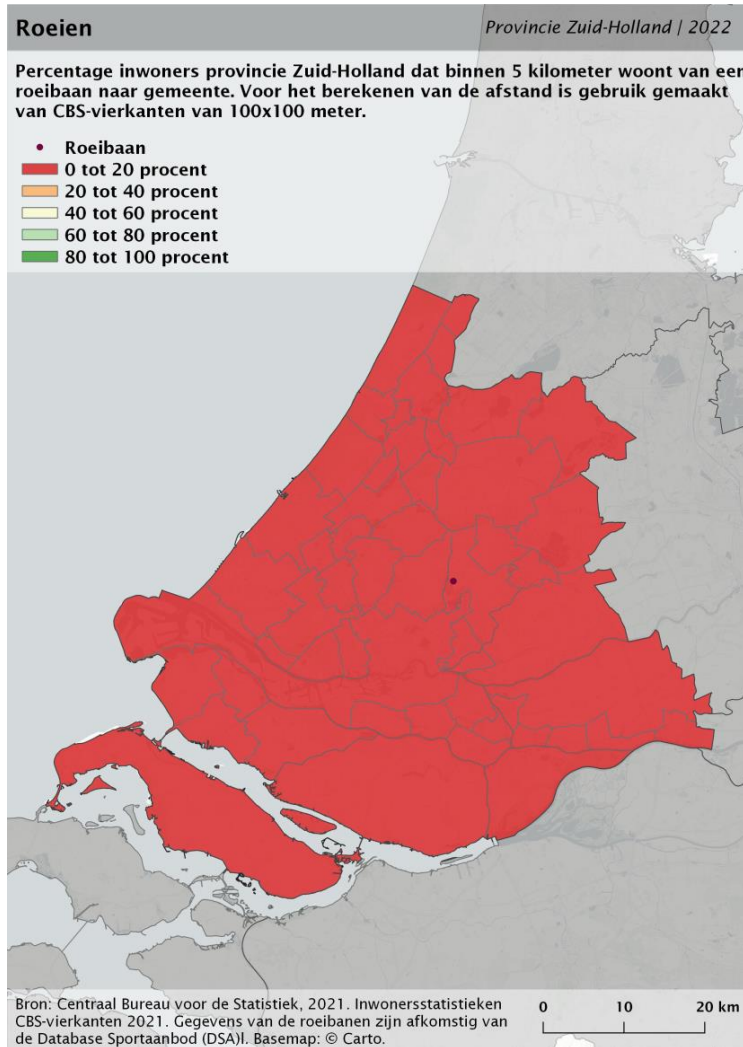 Roeien
Provincie Zuid-Holland | 2022
Percentage inwoners provincie Zuid-Holland dat binnen 5 kilometer woont van een
roeibaan naar gemeente. Voor het berekenen van de afstand is gebruik gemaakt
van CBS-vierkanten van 100x100 meter.
Roeibaan
0 tot 20 procent
20 tot 40 procent
40 tot 60 procent
60 tot 80 procent
80 tot 100 procent
Bron: Centraal Bureau voor de Statistiek, 2021. Inwonersstatistieken
CBS-vierkanten 2021. Gegevens van de roeibanen zijn afkomstig van
de Database Sportaanbod (DSA)l. Basemap: © Carto.
0 10 20 km